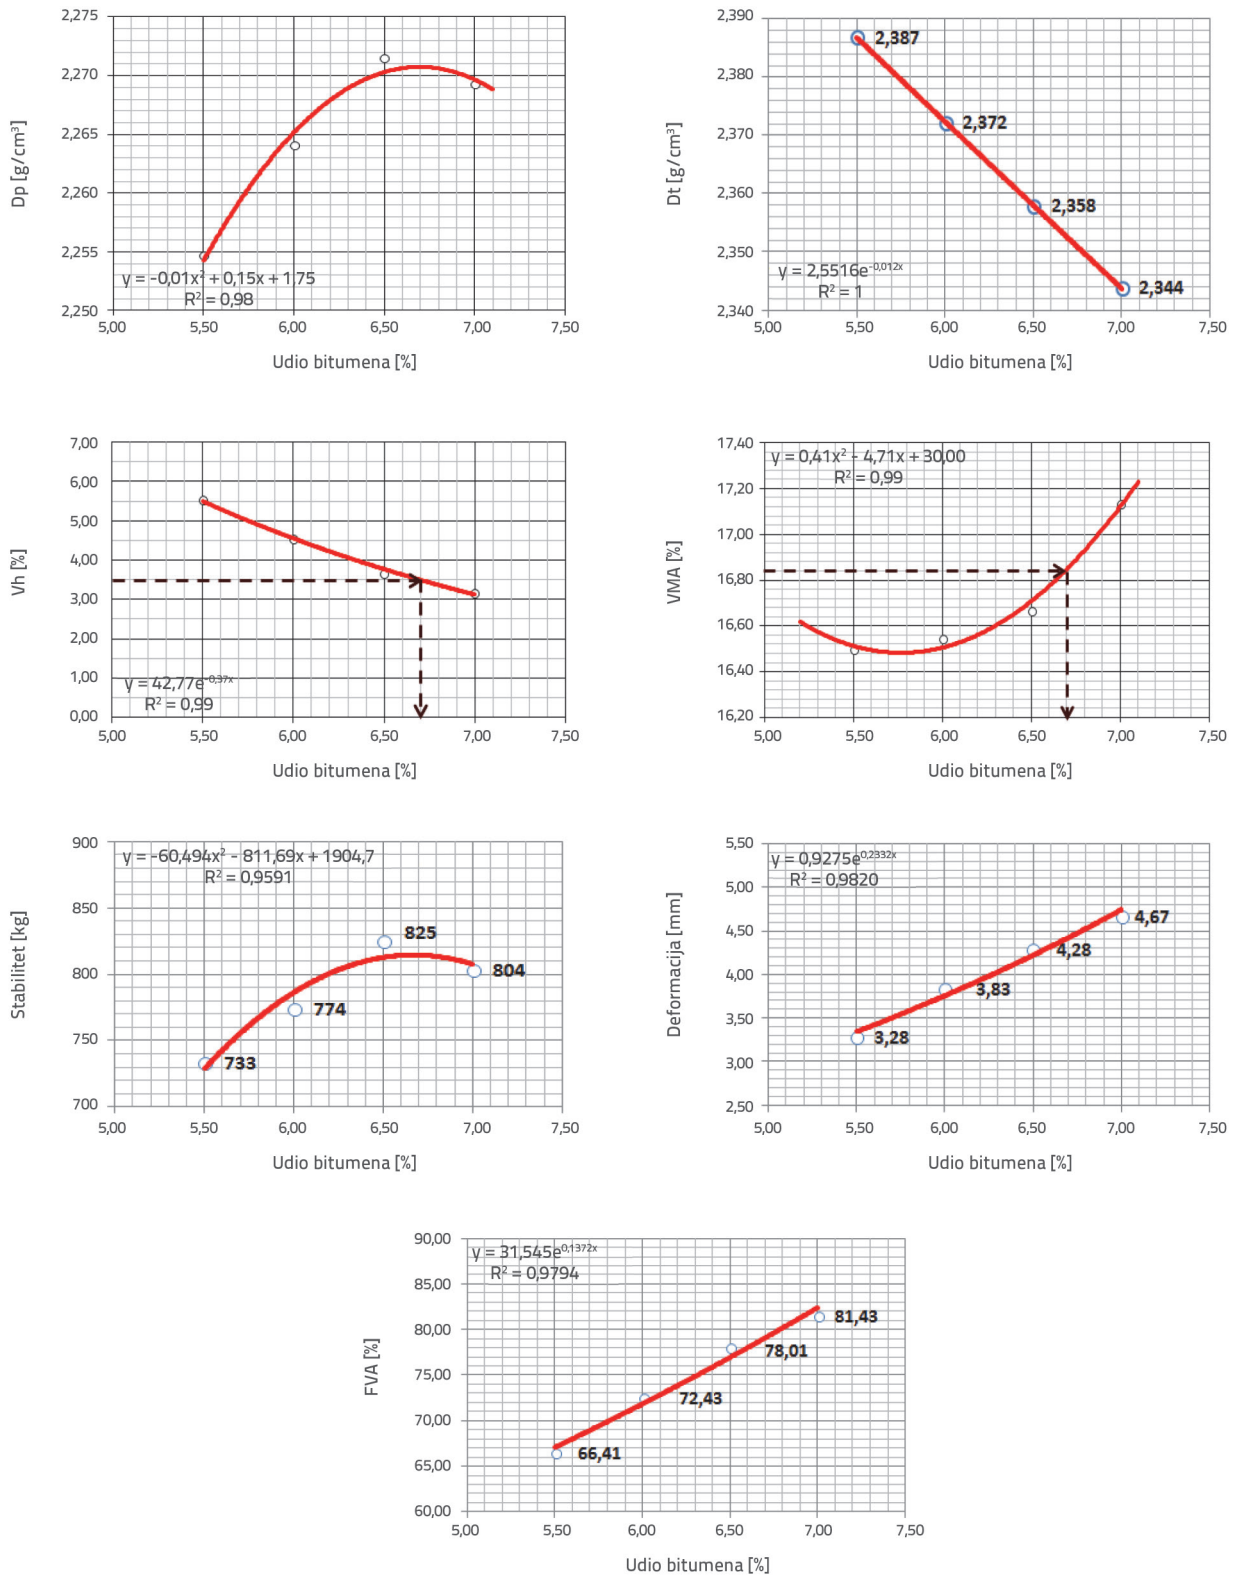 2,275
2,270
2,265
2,260
2,255
2,250
Dp [g/cm³]
y = -0,01x² + 0,15x + 1,75
R² = 0,98
5,00 5,50 6,00 6,50 7,00 7,50
Udio bitumena [%]
2,390
2,380
2,370
2,360
2,350
2,340
Dt [g/cm³]
2,387
2,372
2,358
2,344
y = 2,5516e^-0,012x
R² = 1
5,00 5,50 6,00 6,50 7,00 7,50
Udio bitumena [%]
7,00
6,00
5,00
4,00
3,00
2,00
1,00
0,00
Vh [%]
y = 42,77e^-0,37x
R² = 0,99
5,00 5,50 6,00 6,50 7,00 7,50
Udio bitumena [%]
17,40
17,20
17,00
16,80
16,60
16,40
16,20
VMA [%]
y = 0,41x² - 4,71x + 30,00
R² = 0,99
5,00 5,50 6,00 6,50 7,00 7,50
Udio bitumena [%]
900
850
800
750
700
Stabilitet [kg]
y = -60,494x² - 811,69x + 1904,7
R² = 0,9591
825
804
774
733
5,00 5,50 6,00 6,50 7,00 7,50
Udio bitumena [%]
5,50
5,00
4,50
4,00
3,50
3,00
2,50
Deformacija [mm]
y = 0,9275e^0,2332x
R² = 0,9820
4,67
4,28
3,83
3,28
5,00 5,50 6,00 6,50 7,00 7,50
Udio bitumena [%]
90,00
85,00
80,00
75,00
70,00
65,00
60,00
FVA [%]
y = 31,545e^0,1372x
R² = 0,9794
81,43
78,01
72,43
66,41
5,00 5,50 6,00 6,50 7,00 7,50
Udio bitumena [%]